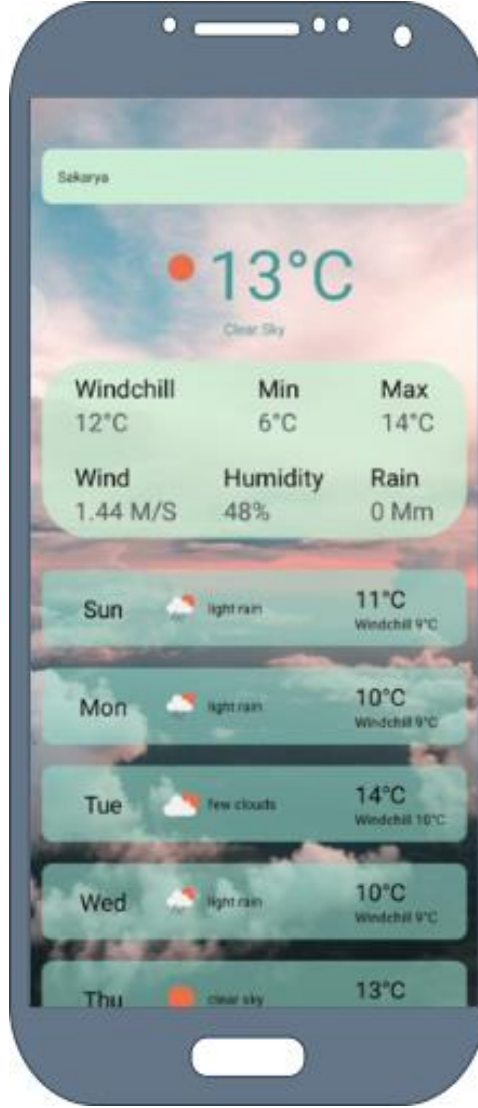 Sakarya
13°C
Clear Sky
Windchill Min Max
12°C 6°C 14°C
Wind Humidity Rain
1.44 M/S 48% 0 Mm
Sun light rain 11°C
Windchill 9°C
Mon light rain 10°C
Windchill 9°C
Tue few clouds 14°C
Windchill 10°C
Wed light rain 10°C
Windchill 9°C
Thu clear sky 13°C